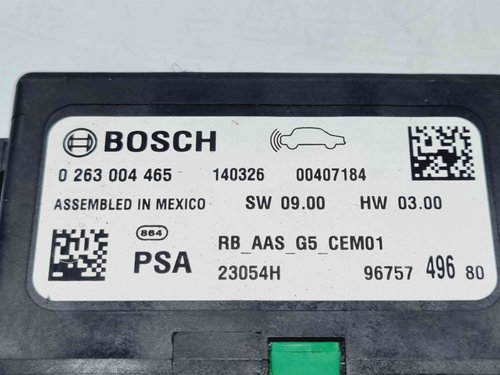 BOSCH
0 263 004 465 140326 00407184
ASSEMBLED IN MEXICO SW 09.00 HW 03.00
864
PSA
RB_AAS_G5_CEM01
23054H 96757 496 80